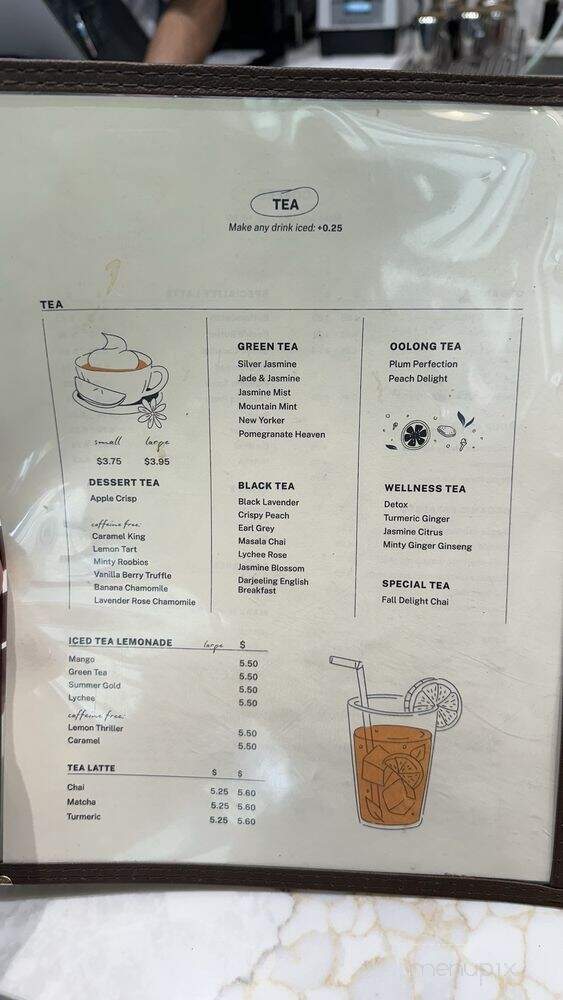 TEA
Make any drink iced: +0.25
TEA
small large
$3.75 $3.95
DESSERT TEA
Apple Crisp
caffeine free:
Caramel King
Lemon Tart
Minty Roobios
Vanilla Berry Truffle
Banana Chamomile
Lavender Rose Chamomile
GREEN TEA
Silver Jasmine
Jade & Jasmine
Jasmine Mist
Mountain Mint
New Yorker
Pomegranate Heaven
BLACK TEA
Black Lavender
Crispy Peach
Earl Grey
Masala Chai
Lychee Rose
Jasmine Blossom
Darjeeling English
Breakfast
OOLONG TEA
Plum Perfection
Peach Delight
WELLNESS TEA
Detox
Turmeric Ginger
Jasmine Citrus
Minty Ginger Ginseng
SPECIAL TEA
Fall Delight Chai
ICED TEA LEMONADE large $
Mango 5.50
Green Tea 5.50
Summer Gold 5.50
Lychee 5.50
caffeine free:
Lemon Thriller 5.50
Caramel 5.50
TEA LATTE $ $
Chai 5.25 5.60
Matcha 5.25 5.60
Turmeric 5.25 5.60
menupix